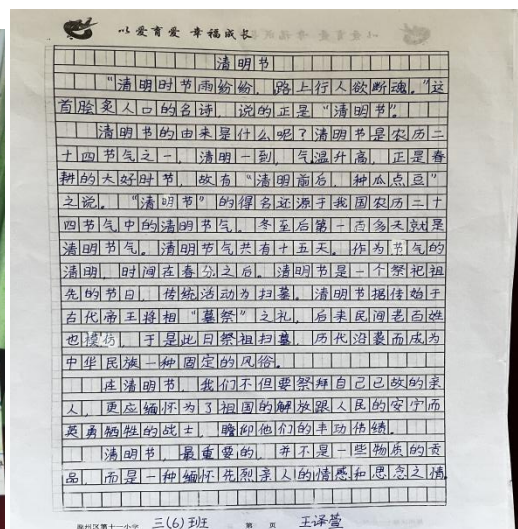 以爱育爱 幸福成长
清明节
“清明时节雨纷纷，路上行人欲断魂。”这
首脍炙人口的名诗，说的正是“清明节”。
清明节的由来是什么呢？清明节是农历二
十四节气之一，清明一到，气温升高，正是春
耕的大好时节，故有“清明前后，种瓜点豆”
之说。“清明节”的得名还源于我国农历二十
四节气中的清明节气。冬至后第一百多天就是
清明节气。清明节气共有十五天。作为节气的
清明，时间在春分之后。清明节是一个祭祀祖
先的节日，传统活动为扫墓。清明节据传始于
古代帝王将相“墓祭”之礼，后来民间老百姓
也模仿，于是此日祭祖扫墓，历代沿袭而成为
中华民族一种固定的风俗。
在清明节，我们不但要祭拜自己已故的亲
人，更应缅怀为了祖国的解放跟人民的安宁而
英勇牺牲的战士，瞻仰他们的丰功伟绩。
清明节，最重要的，并不是一些物质的贡
品，而是一种缅怀先烈亲人的情感和思念之情。
州区第十一小学 三(6)班 第 页 王泽萱